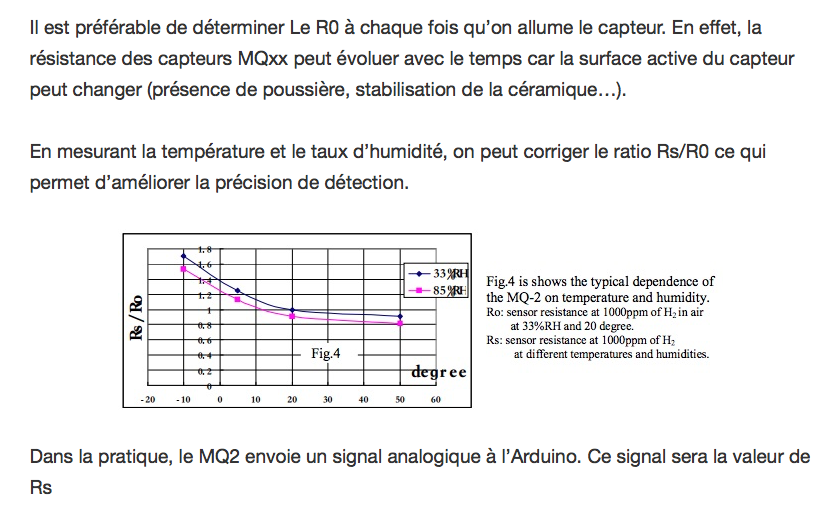 Il est préférable de déterminer Le R0 à chaque fois qu’on allume le capteur. En effet, la
résistance des capteurs MQxx peut évoluer avec le temps car la surface active du capteur
peut changer (présence de poussière, stabilisation de la céramique…).
En mesurant la température et le taux d’humidité, on peut corriger le ratio Rs/R0 ce qui
permet d’améliorer la précision de détection.
Rs/Ro
1.8
1.6
1.4
1.2
1
0.8
0.6
0.4
0.2
0
-20 -10 0 10 20 30 40 50 60
33%RH
85%RH
Fig.4
degree
Fig.4 is shows the typical dependence of
the MQ-2 on temperature and humidity.
Ro: sensor resistance at 1000ppm of H₂ in air
at 33%RH and 20 degree.
Rs: sensor resistance at 1000ppm of H₂
at different temperatures and humidities.
Dans la pratique, le MQ2 envoie un signal analogique à l’Arduino. Ce signal sera la valeur de
Rs